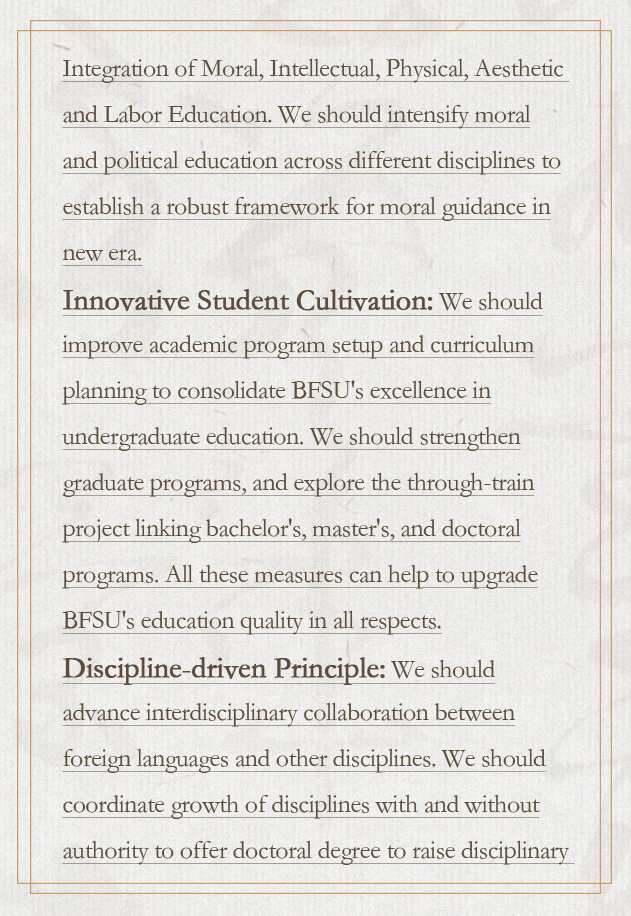 Integration of Moral, Intellectual, Physical, Aesthetic
and Labor Education. We should intensify moral
and political education across different disciplines to
establish a robust framework for moral guidance in
new era.
Innovative Student Cultivation: We should
improve academic program setup and curriculum
planning to consolidate BFSU's excellence in
undergraduate education. We should strengthen
graduate programs, and explore the through-train
project linking bachelor's, master's, and doctoral
programs. All these measures can help to upgrade
BFSU's education quality in all respects.
Discipline-driven Principle: We should
advance interdisciplinary collaboration between
foreign languages and other disciplines. We should
coordinate growth of disciplines with and without
authority to offer doctoral degree to raise disciplinary